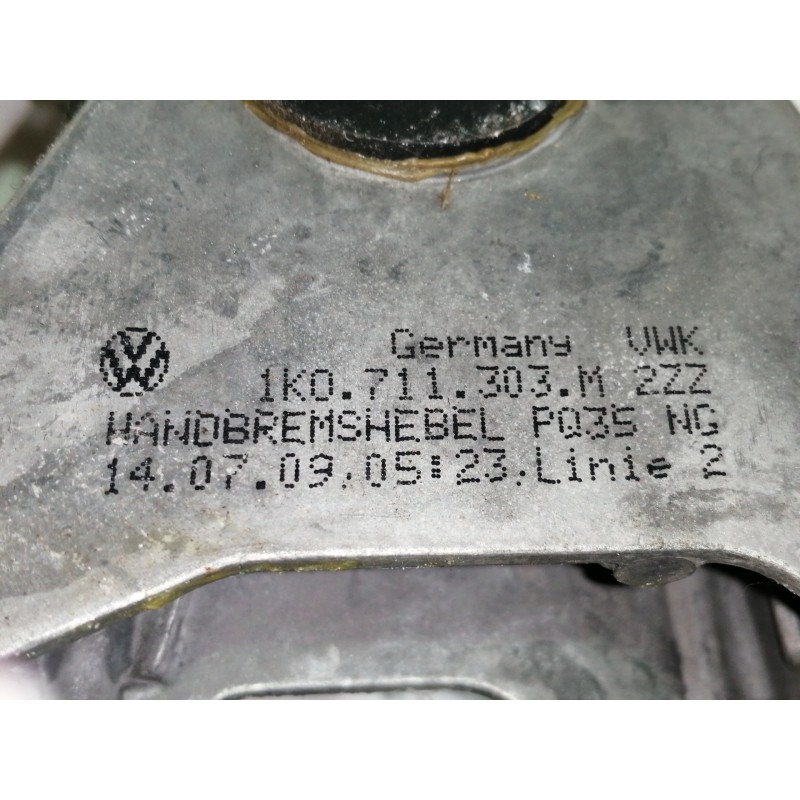 Germany VWK
1K0.711.303.M 2ZZ
HANDBREMSHEBEL PQ35 NG
14.07.09,05:23,Linie 2